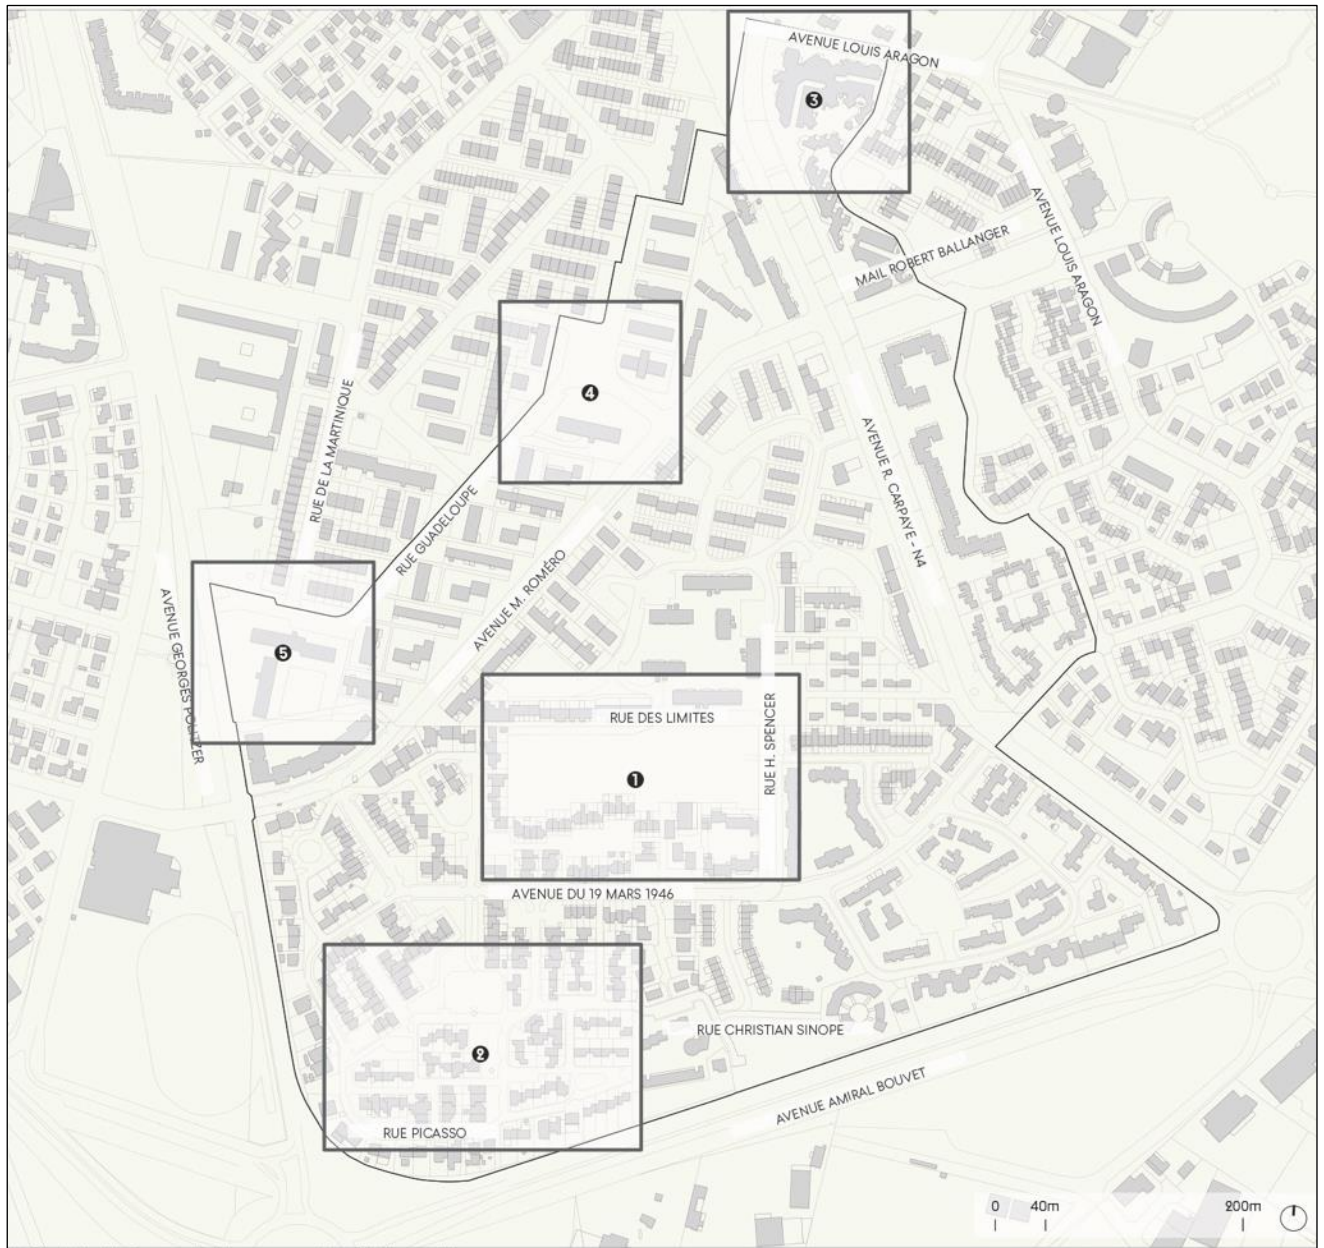 AVENUE LOUIS ARAGON
❸
AVENUE LOUIS ARAGON
MAIL ROBERT BALLANGER
❹
RUE DE LA MARTINIQUE
AVENUE R. CARPAYE - N4
RUE GUADELOUPE
AVENUE M. ROMÉRO
AVENUE GEORGES POLITZER
❺
RUE DES LIMITES
RUE H. SPENCER
❶
AVENUE DU 19 MARS 1946
RUE CHRISTIAN SINOPE
❷
AVENUE AMIRAL BOUVET
RUE PICASSO
0 40m 200m